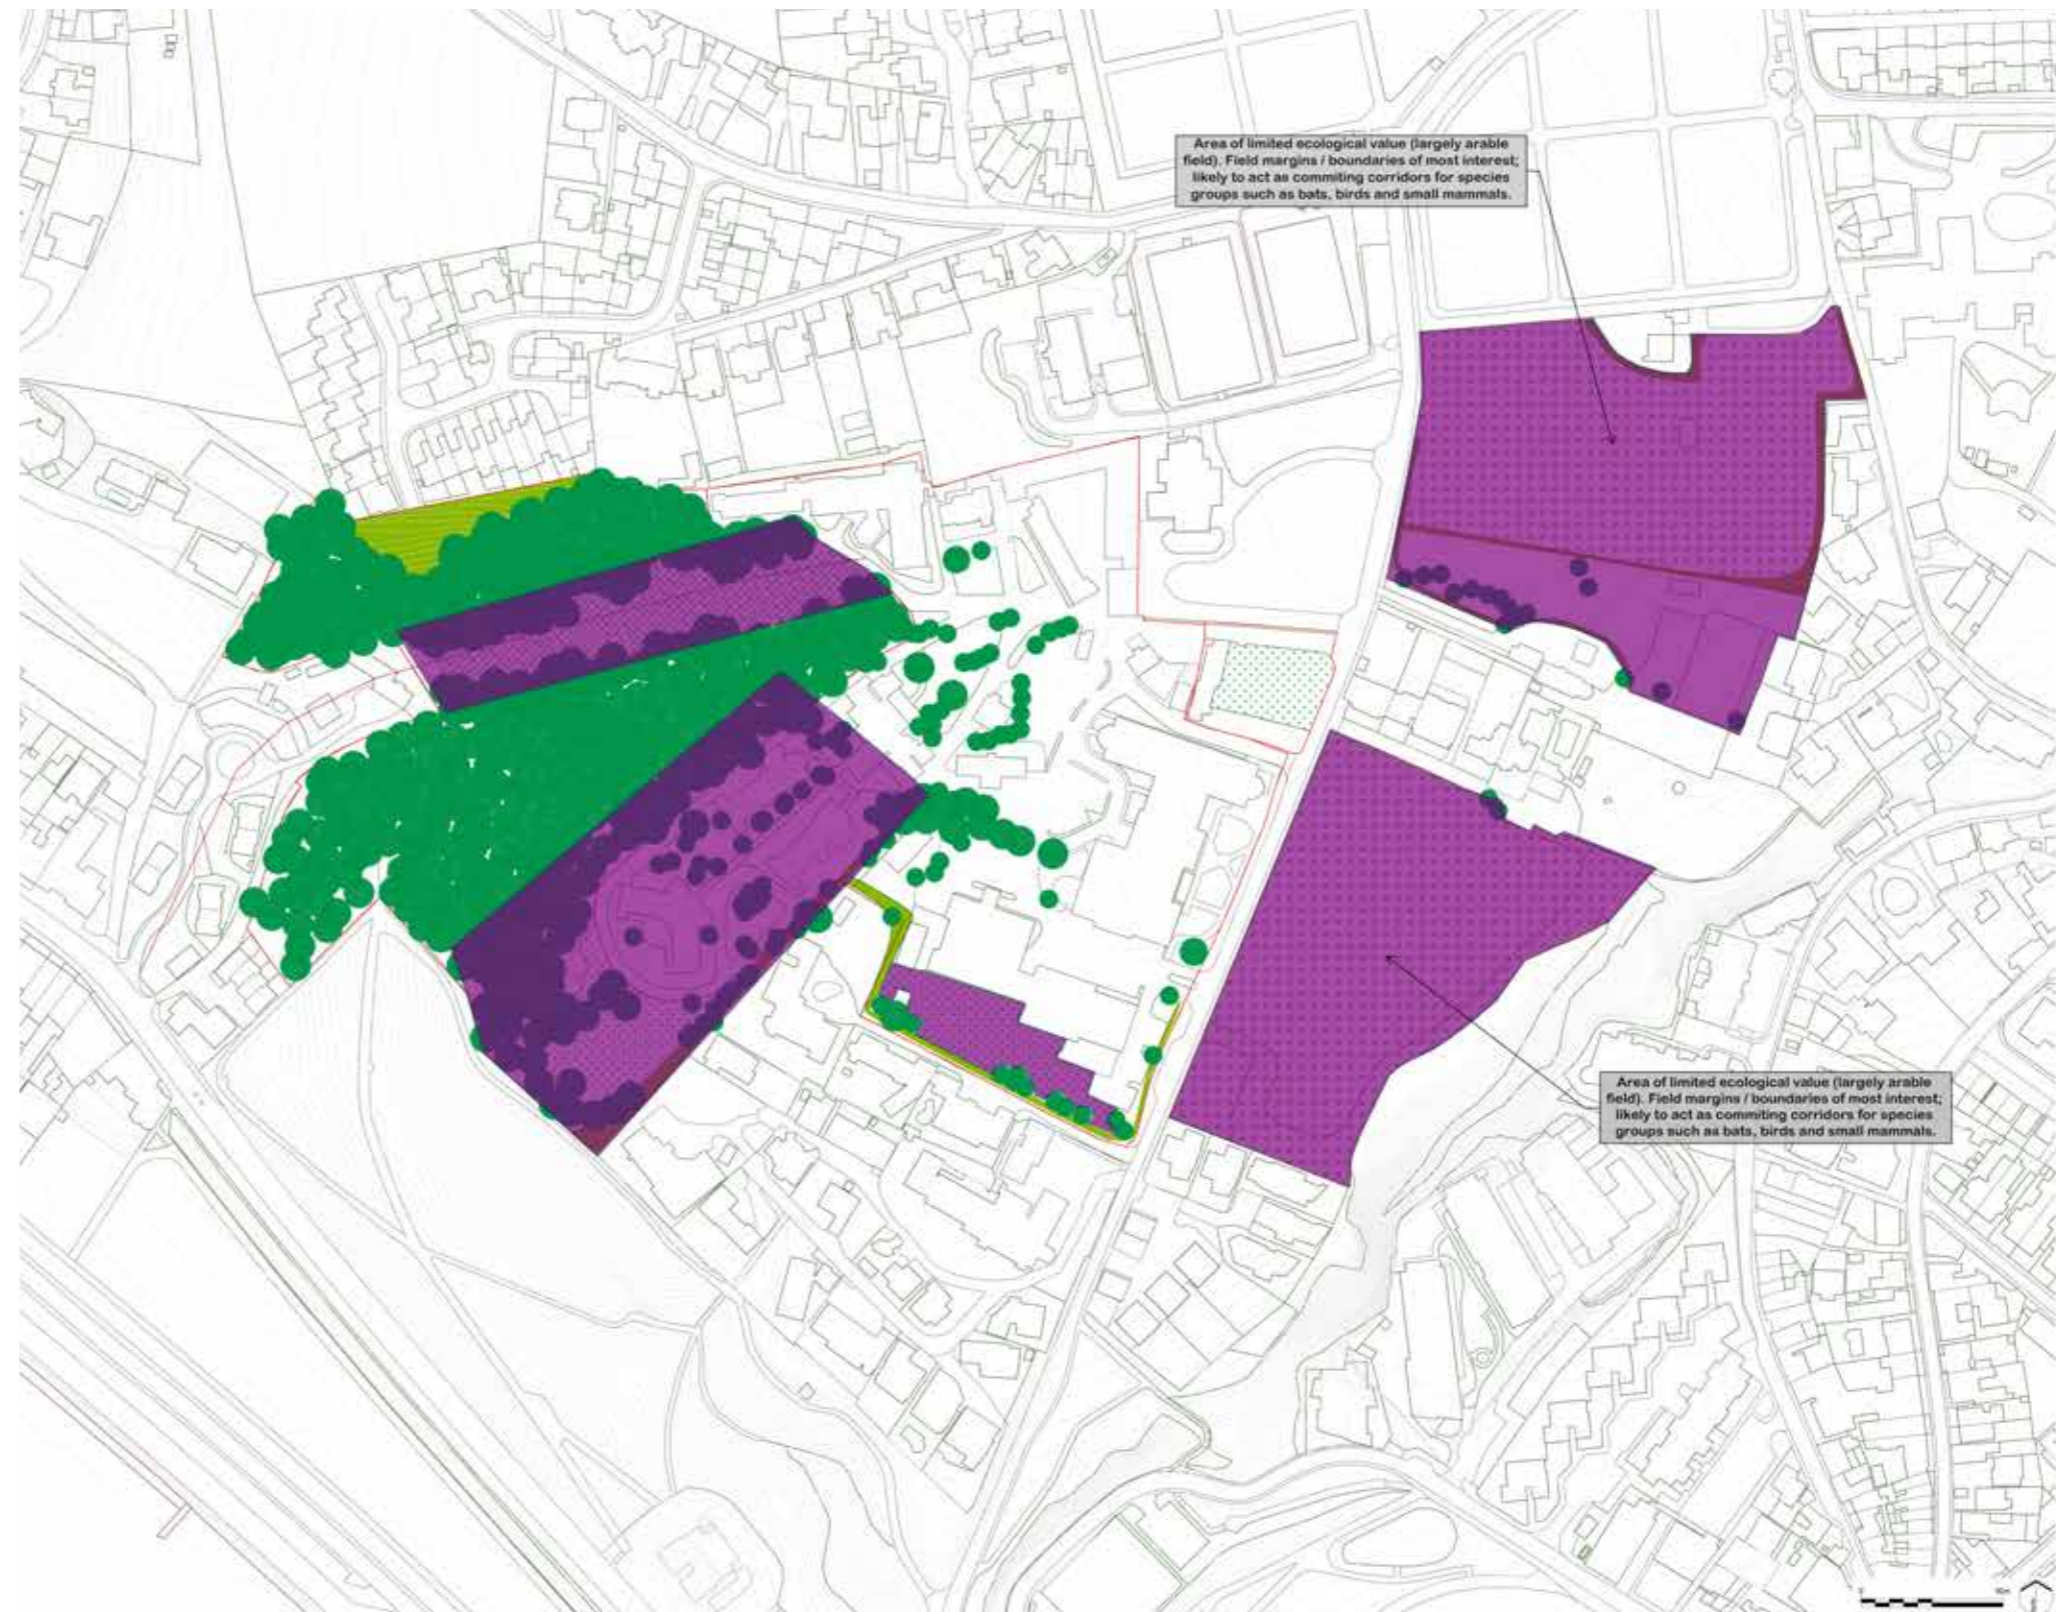 Area of limited ecological value (largely arable
field). Field margins / boundaries of most interest;
likely to act as commiting corridors for species
groups such as bats, birds and small mammals.
Area of limited ecological value (largely arable
field). Field margins / boundaries of most interest;
likely to act as commiting corridors for species
groups such as bats, birds and small mammals.